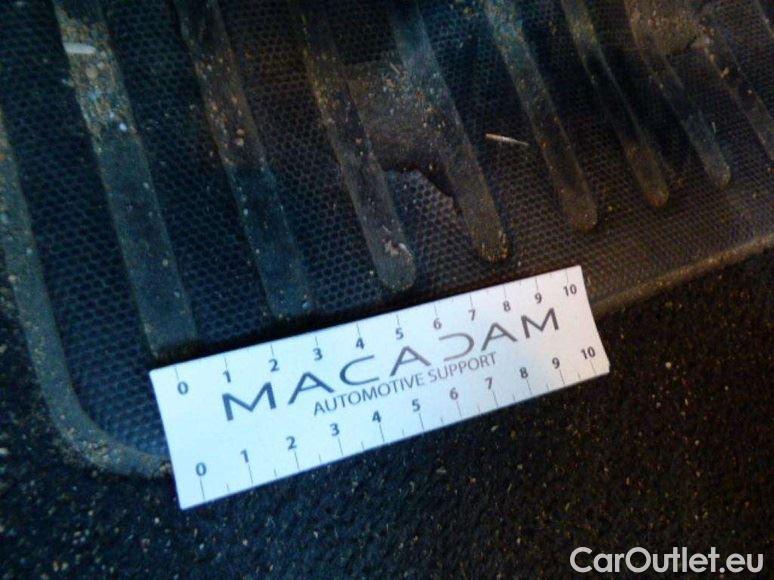 0 1 2 3 4 5 6 7 8 9 10
MACADAM
AUTOMOTIVE SUPPORT
0 1 2 3 4 5 6 7 8 9 10
CarOutlet.eu